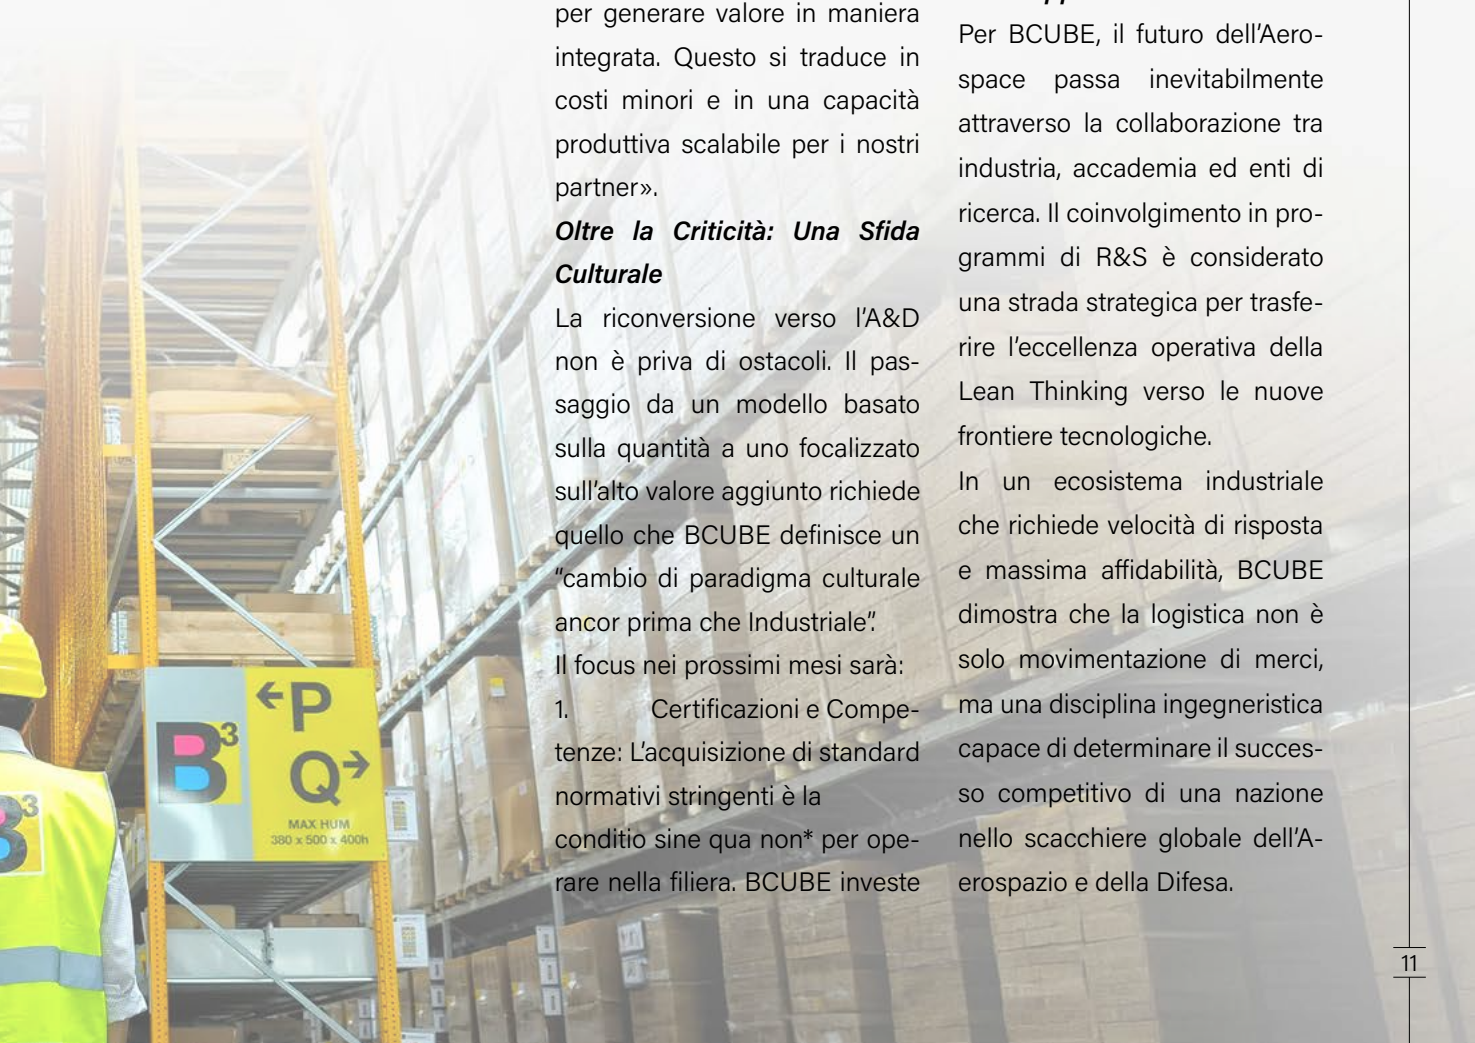 per generare valore in maniera
integrata. Questo si traduce in
costi minori e in una capacità
produttiva scalabile per i nostri
partner».
Oltre la Criticità: Una Sfida
Culturale
La riconversione verso l'A&D
non è priva di ostacoli. Il pas-
saggio da un modello basato
sulla quantità a uno focalizzato
sull'alto valore aggiunto richiede
quello che BCUBE definisce un
"cambio di paradigma culturale
ancor prima che Industriale".
Il focus nei prossimi mesi sarà:
1. Certificazioni e Compe-
tenze: L'acquisizione di standard
normativi stringenti è la
conditio sine qua non* per ope-
rare nella filiera. BCUBE investe
Per BCUBE, il futuro dell'Aero-
space passa inevitabilmente
attraverso la collaborazione tra
industria, accademia ed enti di
ricerca. Il coinvolgimento in pro-
grammi di R&S è considerato
una strada strategica per trasfe-
rire l'eccellenza operativa della
Lean Thinking verso le nuove
frontiere tecnologiche.
In un ecosistema industriale
che richiede velocità di risposta
e massima affidabilità, BCUBE
dimostra che la logistica non è
solo movimentazione di merci,
ma una disciplina ingegneristica
capace di determinare il succes-
so competitivo di una nazione
nello scacchiere globale dell'A-
erospazio e della Difesa.
B3
←P
Q→
MAX HUM
380 x 500 x 400h
B3
11